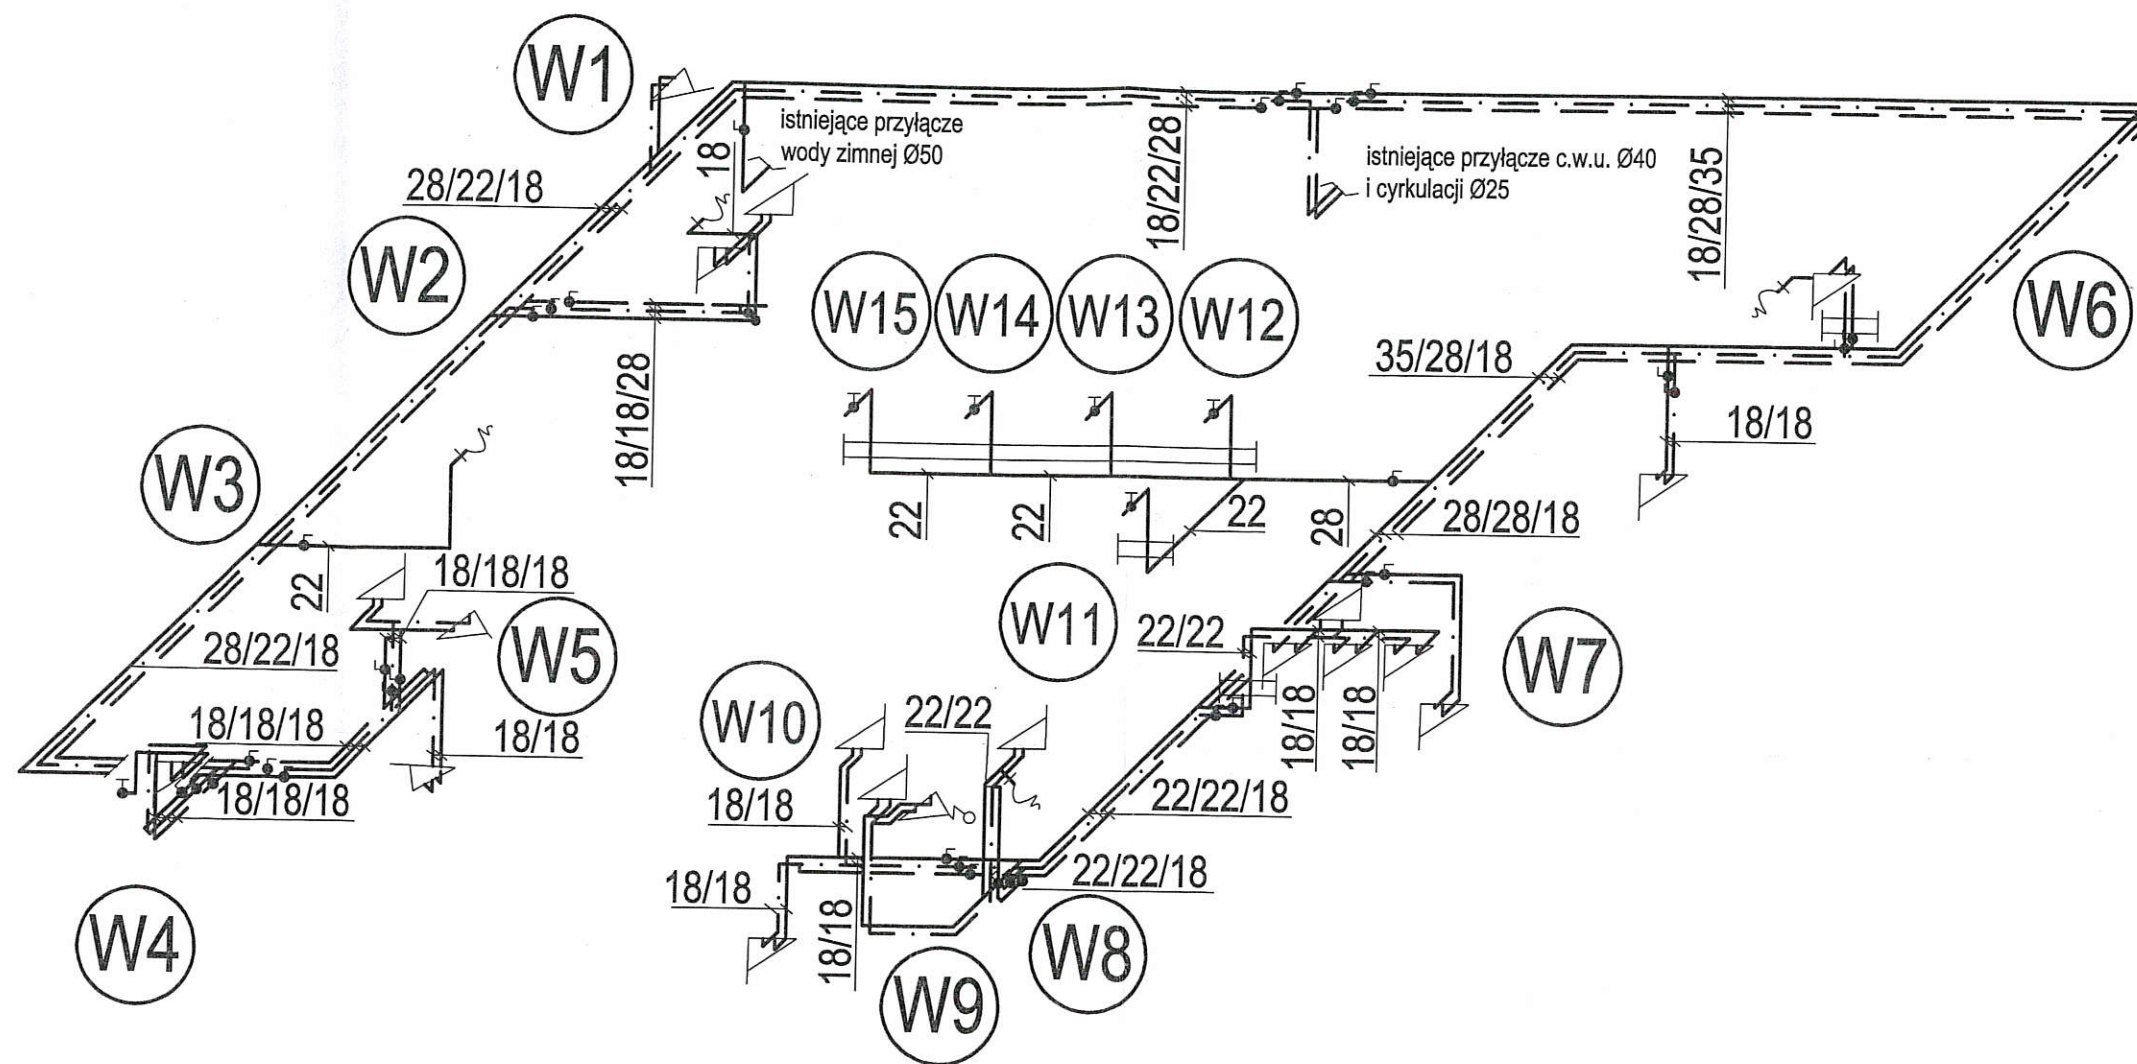 W1
istniejące przyłącze
wody zimnej Ø50
18
28/22/18
W2
18/22/28
istniejące przyłącze c.w.u. Ø40
i cyrkulacji Ø25
18/28/35
W6
W15
W14
W13
W12
35/28/18
18/18/28
18/18
W3
22
22
22
28
28/28/18
22
18/18/18
W5
W11
22/22
W7
28/22/18
18/18/18
18/18
18/18/18
W10
22/22
18/18
18/18
18/18
22/22/18
18/18
18/18
22/22/18
W4
W8
W9